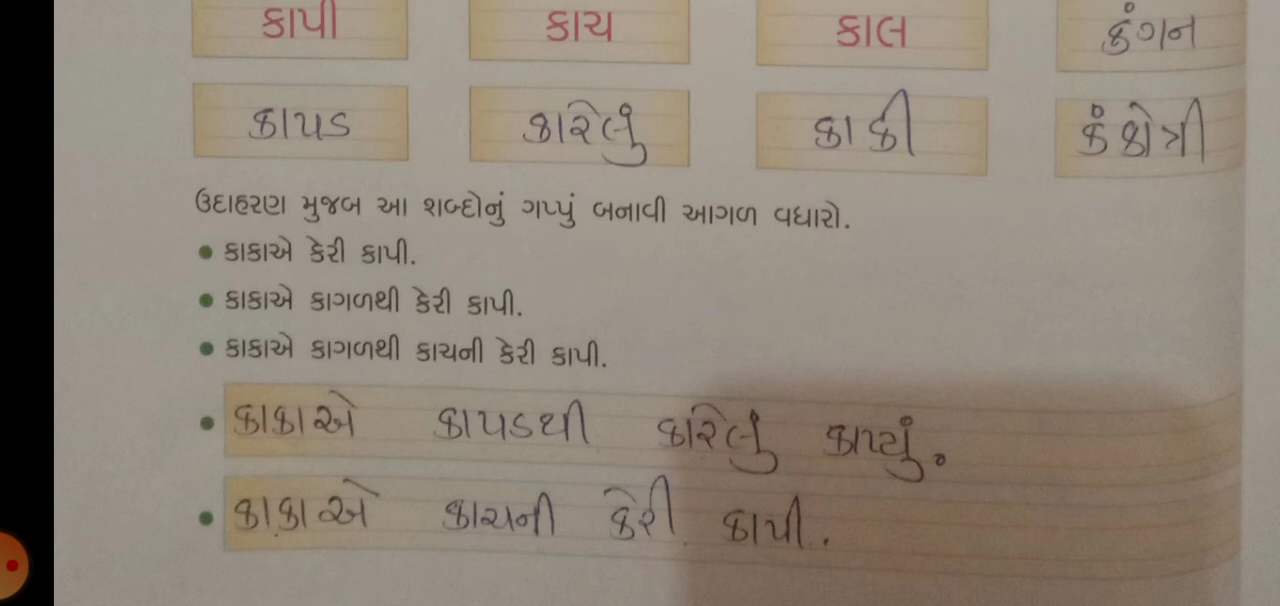 કાપી કાચ કાલ કંગન
કાપડ કારેલું કાકી કંકોત્રી
ઉદાહરણ મુજબ આ શબ્દોનું ગપ્પું બનાવી આગળ વધારો.
• કાકાએ કેરી કાપી.
• કાકાએ કાગળથી કેરી કાપી.
• કાકાએ કાગળથી કાચની કેરી કાપી.
• કાકાએ કાપડથી કારેલું કાપ્યું.
• કાકાએ કાચની કેરી કાપી.